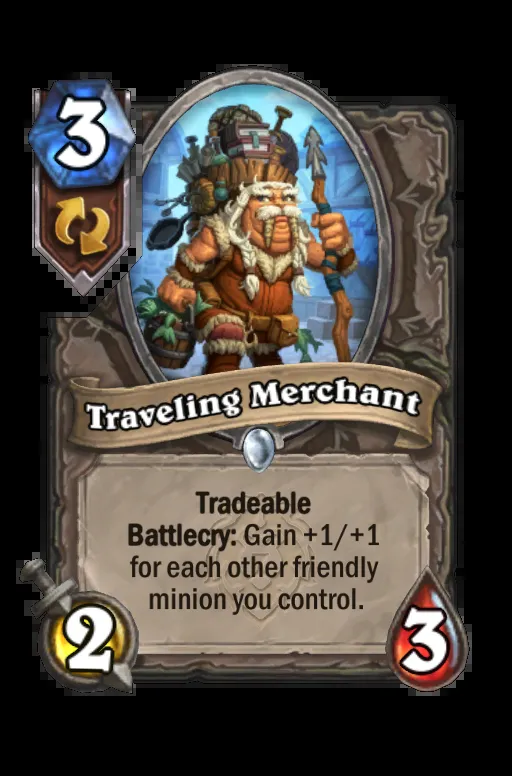 3
Traveling Merchant
Tradeable
Battlecry: Gain +1/+1
for each other friendly
minion you control.
2
3